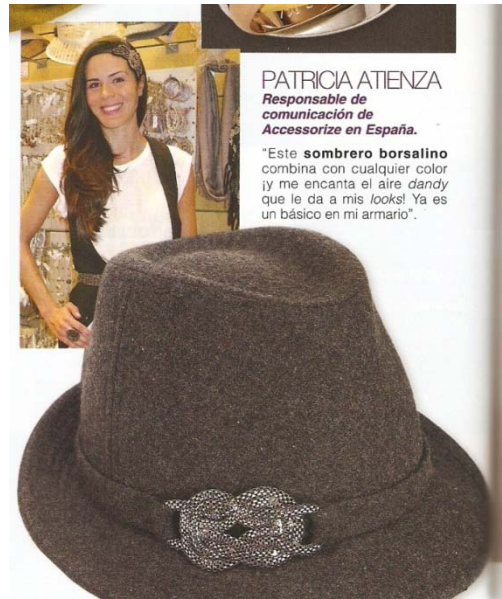 PATRICIA ATIENZA
Responsable de
comunicación de
Accessorize en España.
"Este sombrero borsalino
combina con cualquier color
¡y me encanta el aire dandy
que le da a mis looks! Ya es
un básico en mi armario".